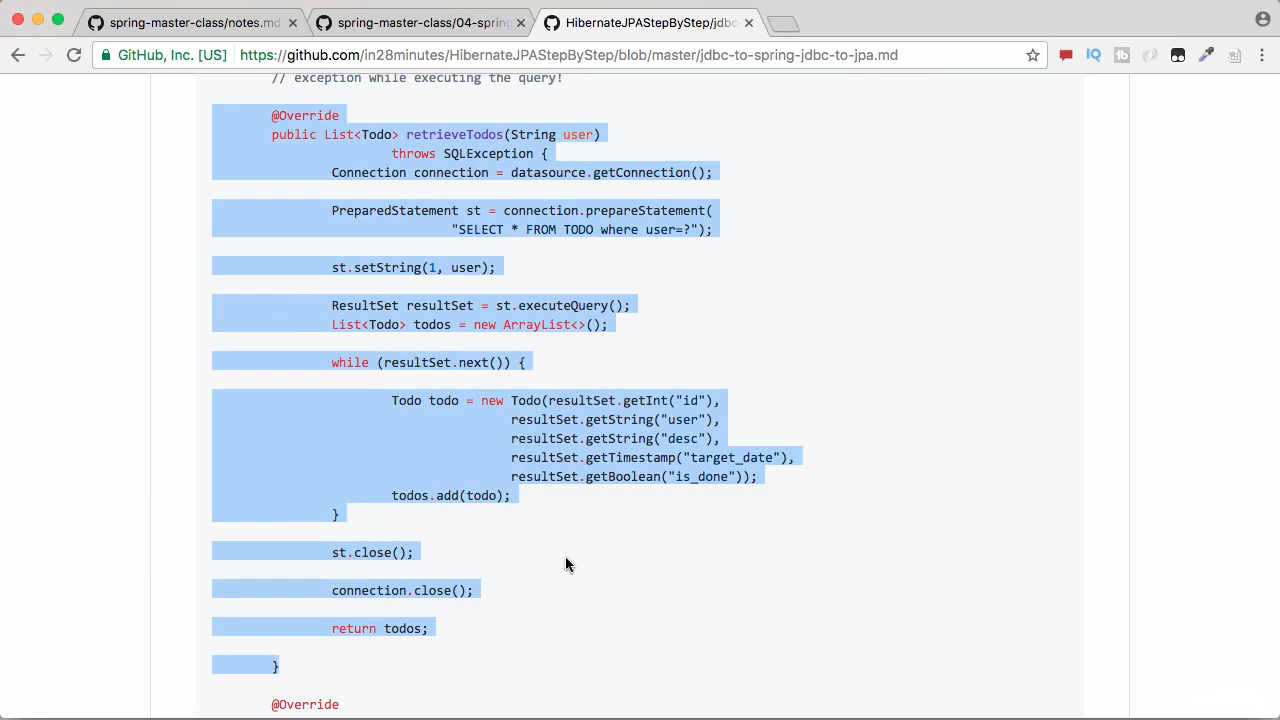 spring-master-class/notes.md
spring-master-class/04-spring
HibernateJPAStepByStep/jdbc
GitHub, Inc. [US]
https://github.com/in28minutes/HibernateJPAStepByStep/blob/master/jdbc-to-spring-jdbc-to-jpa.md
// exception while executing the query!
@Override
public List<Todo> retrieveTodos(String user)
throws SQLException {
Connection connection = datasource.getConnection();
PreparedStatement st = connection.prepareStatement(
"SELECT * FROM TODO where user=?");
st.setString(1, user);
ResultSet resultSet = st.executeQuery();
List<Todo> todos = new ArrayList<>();
while (resultSet.next()) {
Todo todo = new Todo(resultSet.getInt("id"),
resultSet.getString("user"),
resultSet.getString("desc"),
resultSet.getTimestamp("target_date"),
resultSet.getBoolean("is_done"));
todos.add(todo);
}
st.close();
connection.close();
return todos;
}
@Override